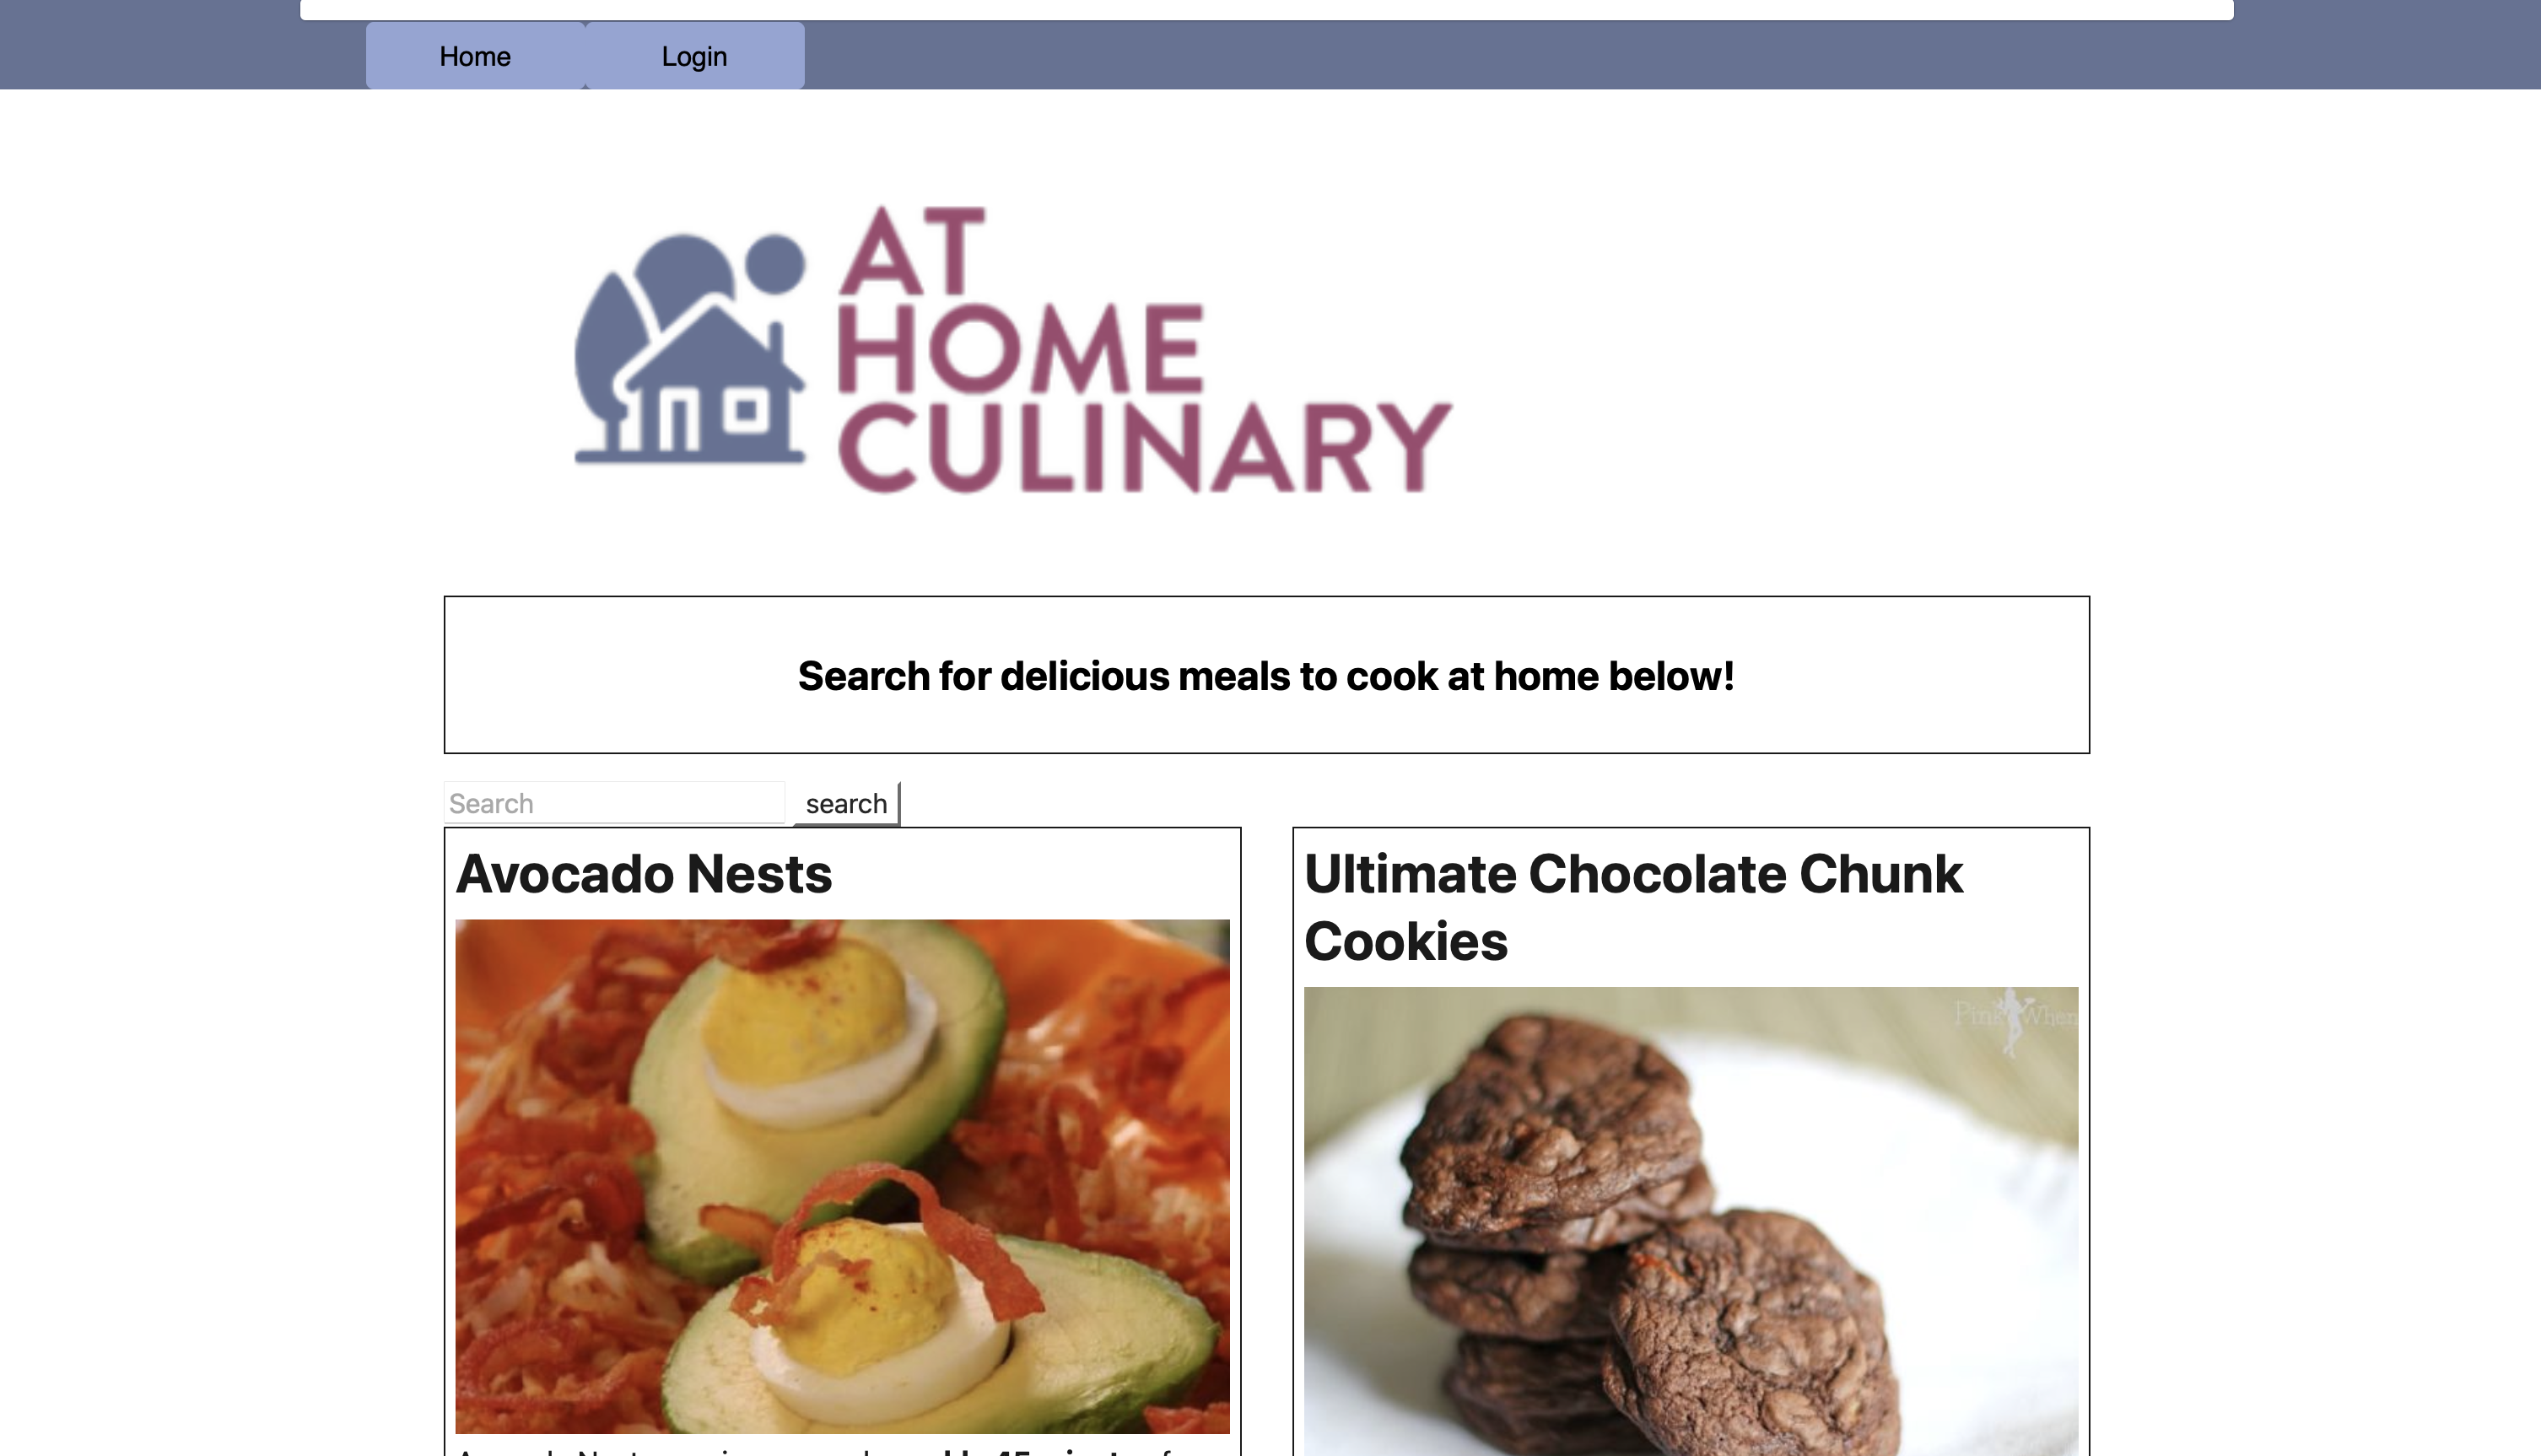 Home
Login
AT
HOME
CULINARY
Search for delicious meals to cook at home below!
Search
search
Avocado Nests
Ultimate Chocolate Chunk
Cookies
Pink When